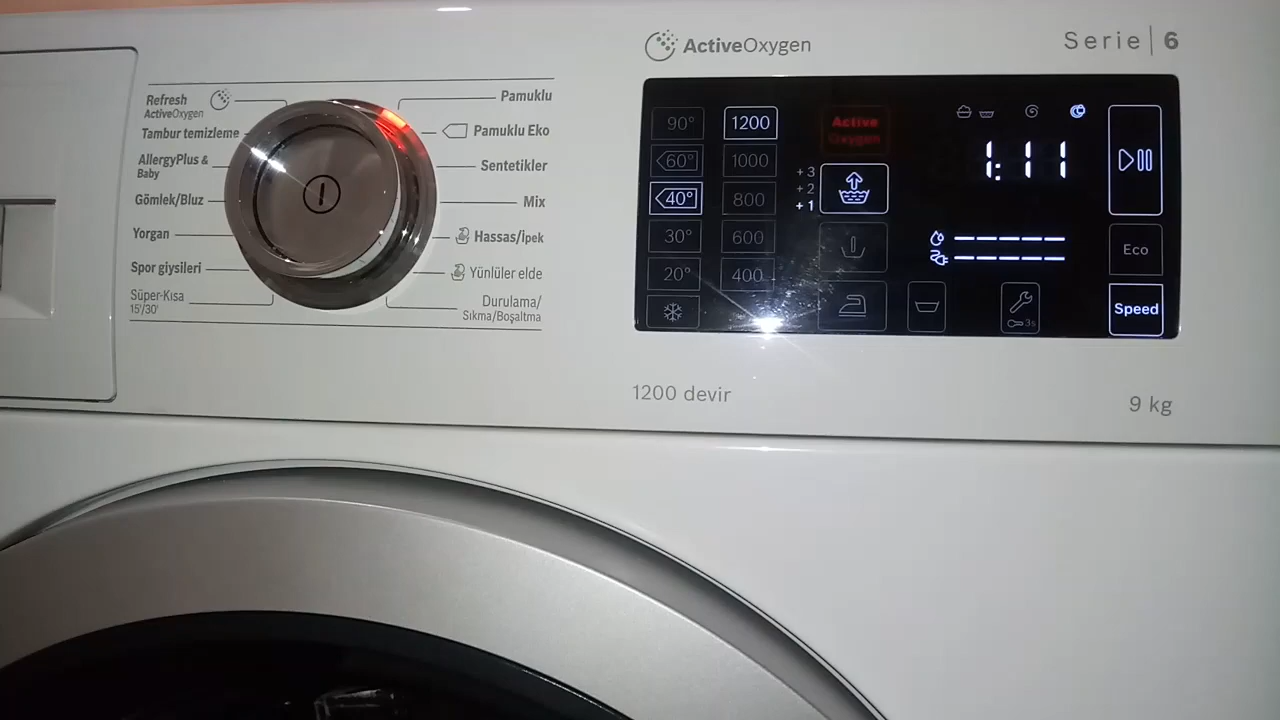 ActiveOxygen
Serie | 6
Refresh
ActiveOxygen
Tambur temizleme
AllergyPlus &
Baby
Gömlek/Bluz
Yorgan
Spor giysileri
Süper-Kısa
15'/30'
Pamuklu
Pamuklu Eko
Sentetikler
Mix
Hassas/İpek
Yünlüler elde
Durulama/
Sıkma/Boşaltma
90°
60°
40°
30°
20°
1200
1000
800
600
400
Active
Oxygen
+ 3
+ 2
+ 1
1:11
Eco
Speed
3s
1200 devir
9 kg